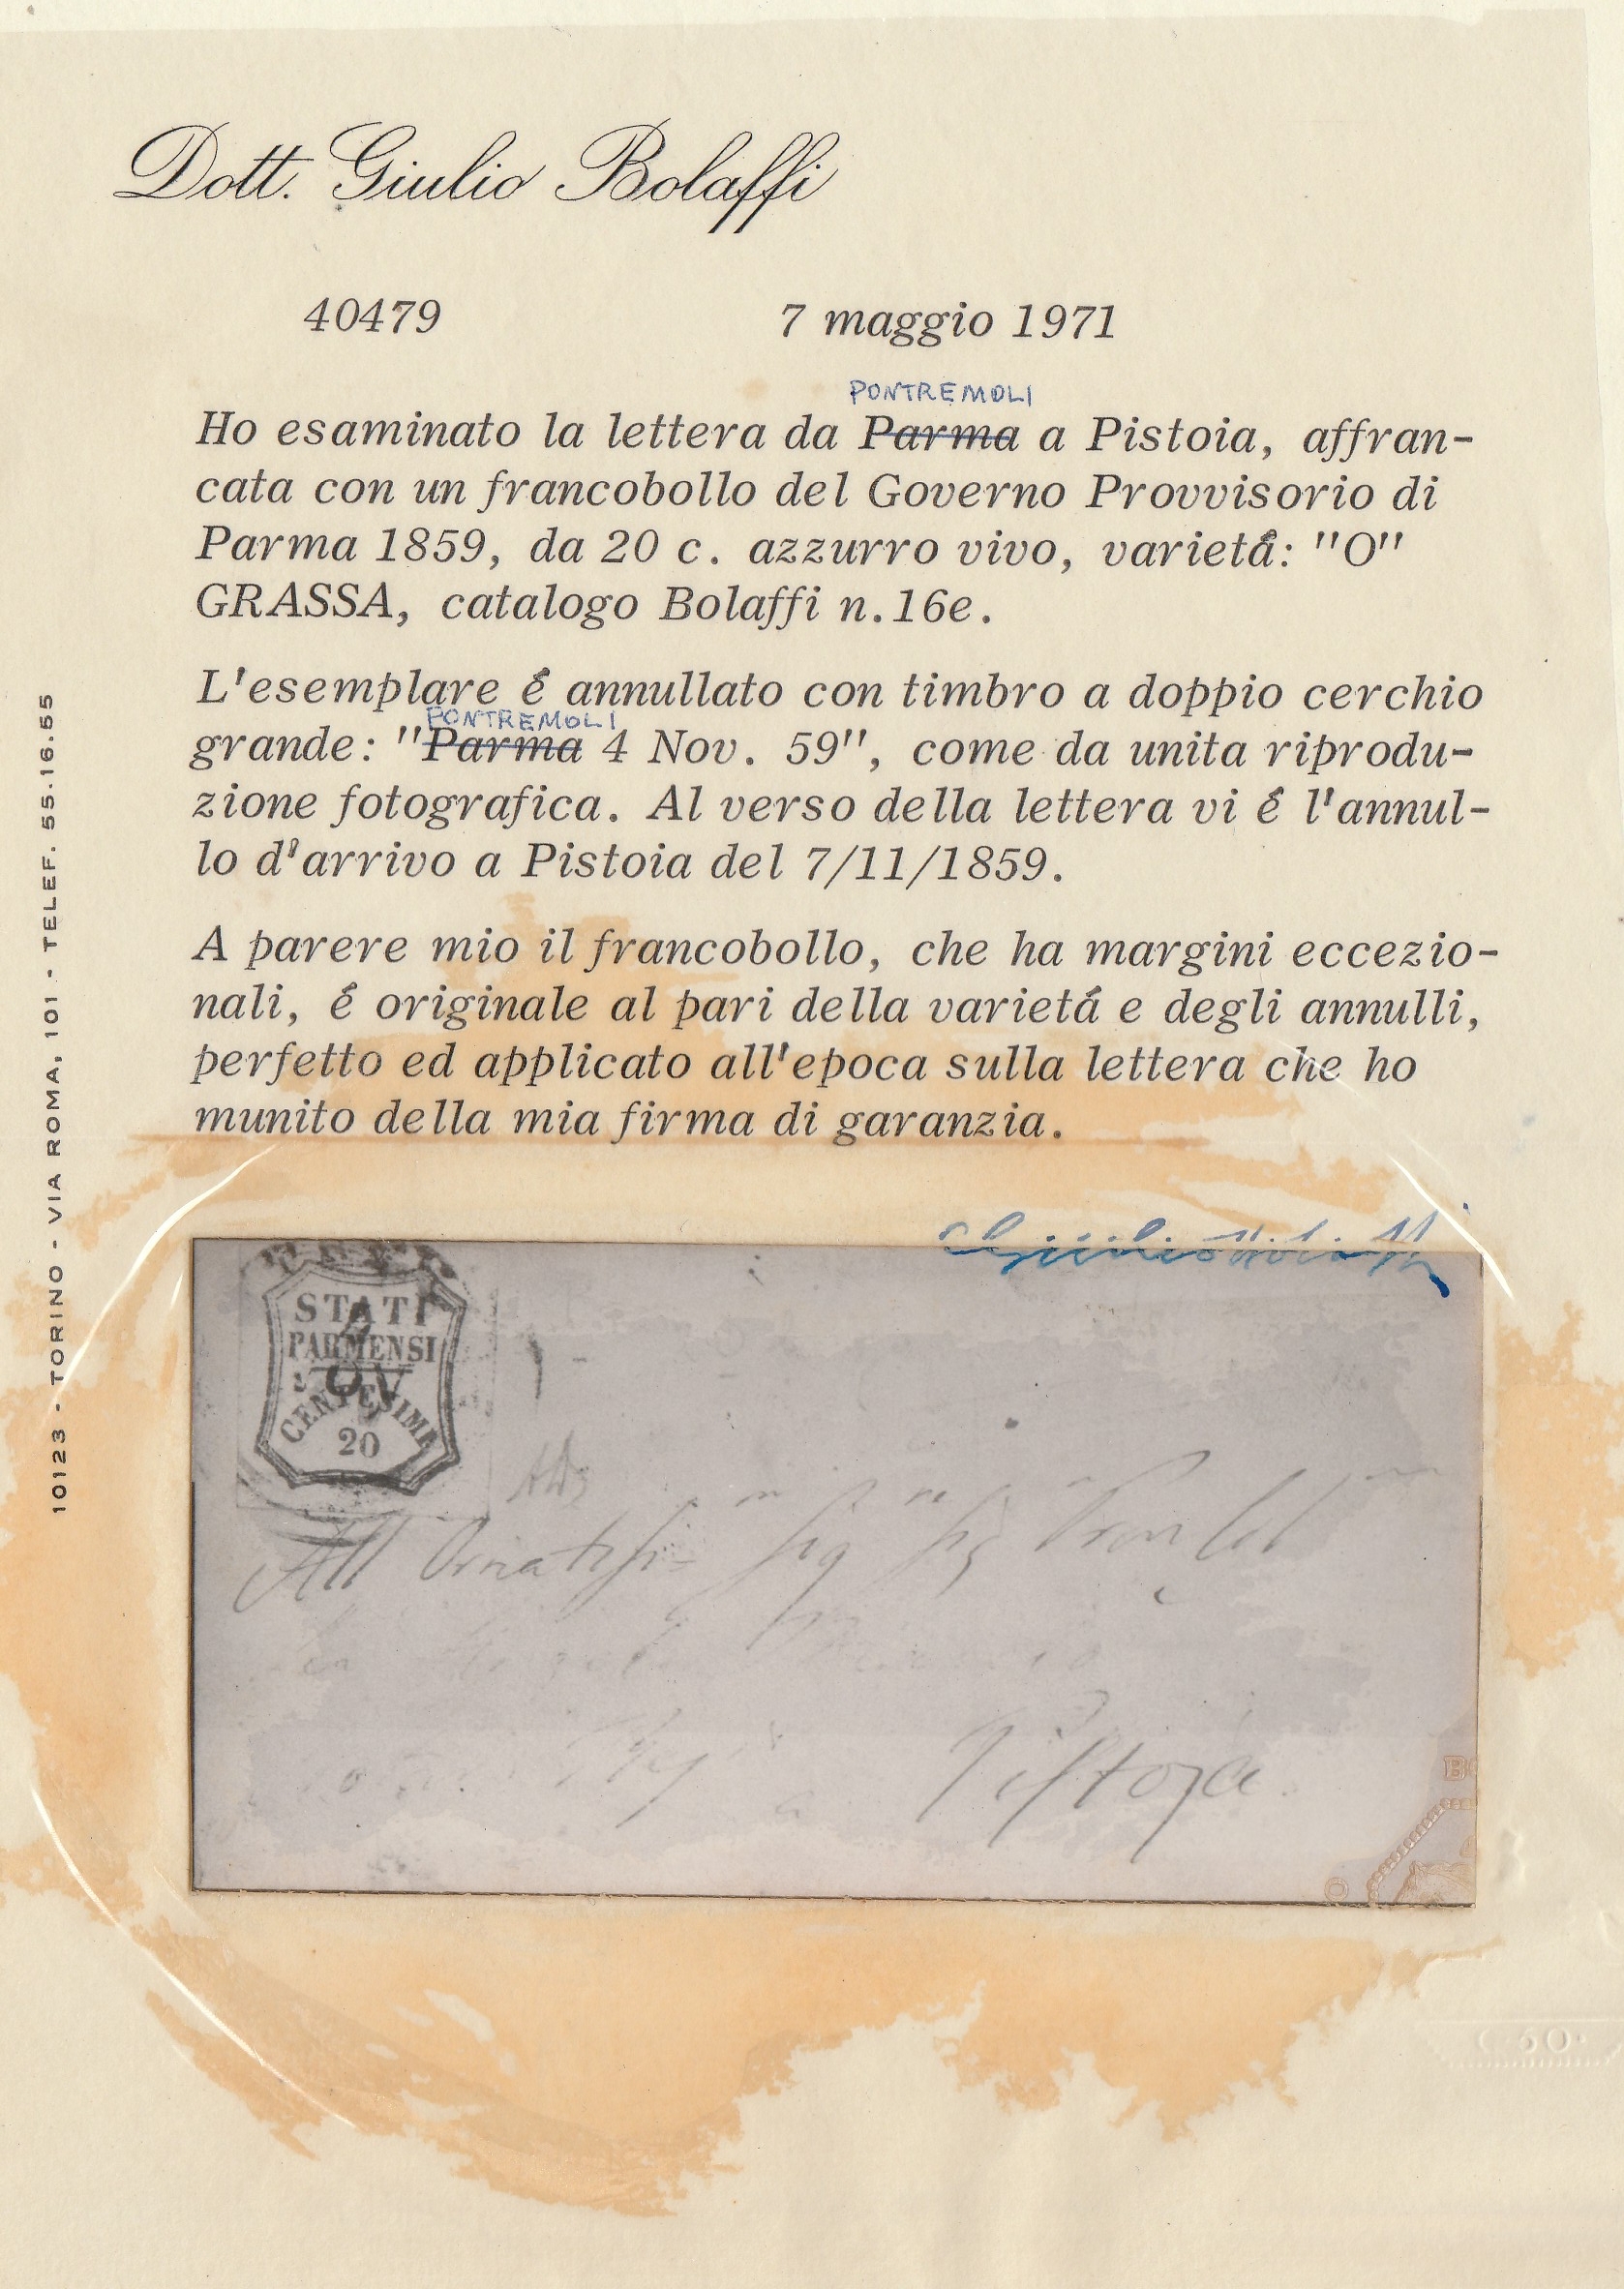 Dott. Giulio Bolaffi
40479 7 maggio 1971
PONTREMOLI
Ho esaminato la lettera da Parma a Pistoia, affran-
cata con un francobollo del Governo Provvisorio di
Parma 1859, da 20 c. azzurro vivo, varietá: "O"
GRASSA, catalogo Bolaffi n.16e.
L'esemplare é annullato con timbro a doppio cerchio
PONTREMOLI
grande: "Parma 4 Nov. 59", come da unita riprodu-
zione fotografica. Al verso della lettera vi é l'annul-
lo d'arrivo a Pistoia del 7/11/1859.
A parere mio il francobollo, che ha margini eccezio-
nali, é originale al pari della varietá e degli annulli,
perfetto ed applicato all'epoca sulla lettera che ho
munito della mia firma di garanzia.
Giulio Bolaffi
10123 - TORINO - VIA ROMA, 101 - TELEF. 55.16.55
STATI
PARMENSI
CENTESIMI
20
All
a Pistoja